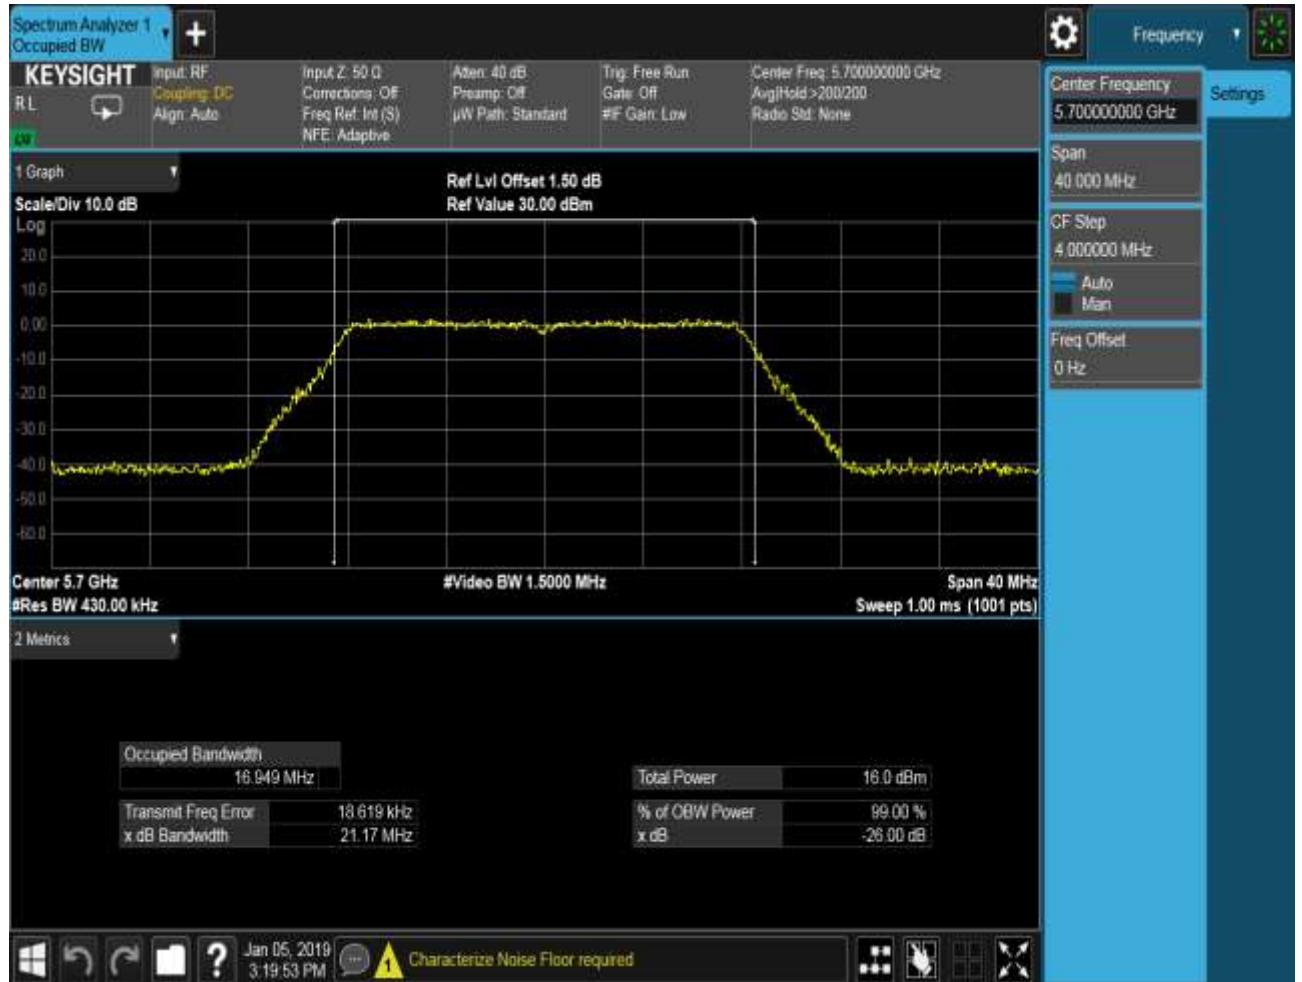 Spectrum Analyzer 1
Occupied BW
Frequency
KEYSIGHT
RL
Input: RF
Coupling: DC
Align: Auto
Input Z: 50 Ω
Corrections: Off
Freq Ref: Int (S)
NFE: Adaptive
Atten: 40 dB
Preamp: Off
µW Path: Standard
Trig: Free Run
Gate: Off
#IF Gain: Low
Center Freq: 5.700000000 GHz
Avg|Hold:>200/200
Radio Std: None
Center Frequency
5.700000000 GHz
Settings
Span
40.000 MHz
CF Step
4.000000 MHz
Auto
Man
Freq Offset
0 Hz
1 Graph
Scale/Div 10.0 dB
Ref Lvl Offset 1.50 dB
Ref Value 30.00 dBm
Log
20.0
10.0
0.00
-10.0
-20.0
-30.0
-40.0
-50.0
-60.0
Center 5.7 GHz
#Video BW 1.5000 MHz
Span 40 MHz
#Res BW 430.00 kHz
Sweep 1.00 ms (1001 pts)
2 Metrics
Occupied Bandwidth
16.949 MHz
Total Power 16.0 dBm
Transmit Freq Error 18.619 kHz
% of OBW Power 99.00 %
x dB Bandwidth 21.17 MHz
x dB -26.00 dB
?
Jan 05, 2019
3:19:53 PM
1
Characterize Noise Floor required